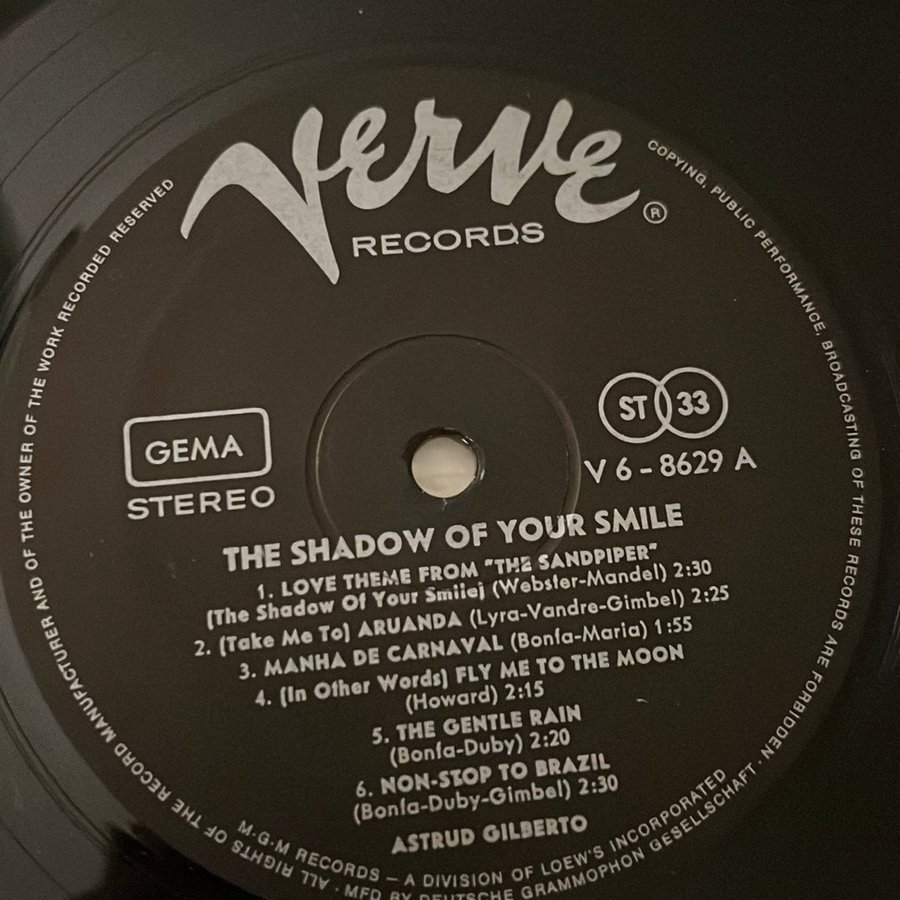 Verve
RECORDS
®
GEMA
STEREO
ST 33
V 6 - 8629 A
THE SHADOW OF YOUR SMILE
1. LOVE THEME FROM "THE SANDPIPER"
(The Shadow Of Your Smile) (Webster-Mandel) 2:30
2. (Take Me To) ARUANDA (Lyra-Vandre-Gimbel) 2:25
3. MANHA DE CARNAVAL (Bonfa-Maria) 1:55
4. (In Other Words) FLY ME TO THE MOON
(Howard) 2:15
5. THE GENTLE RAIN
(Bonfa-Duby) 2:20
6. NON-STOP TO BRAZIL
(Bonfa-Duby-Gimbel) 2:30
ASTRUD GILBERTO
M·G·M RECORDS – A DIVISION OF LOEW'S INCORPORATED
ALL RIGHTS OF THE RECORD MANUFACTURER AND OF THE OWNER OF THE WORK RECORDED RESERVED
COPYING, PUBLIC PERFORMANCE, BROADCASTING OF THESE RECORDS ARE FORBIDDEN · MFD BY DEUTSCHE GRAMMOPHON GESELLSCHAFT ·